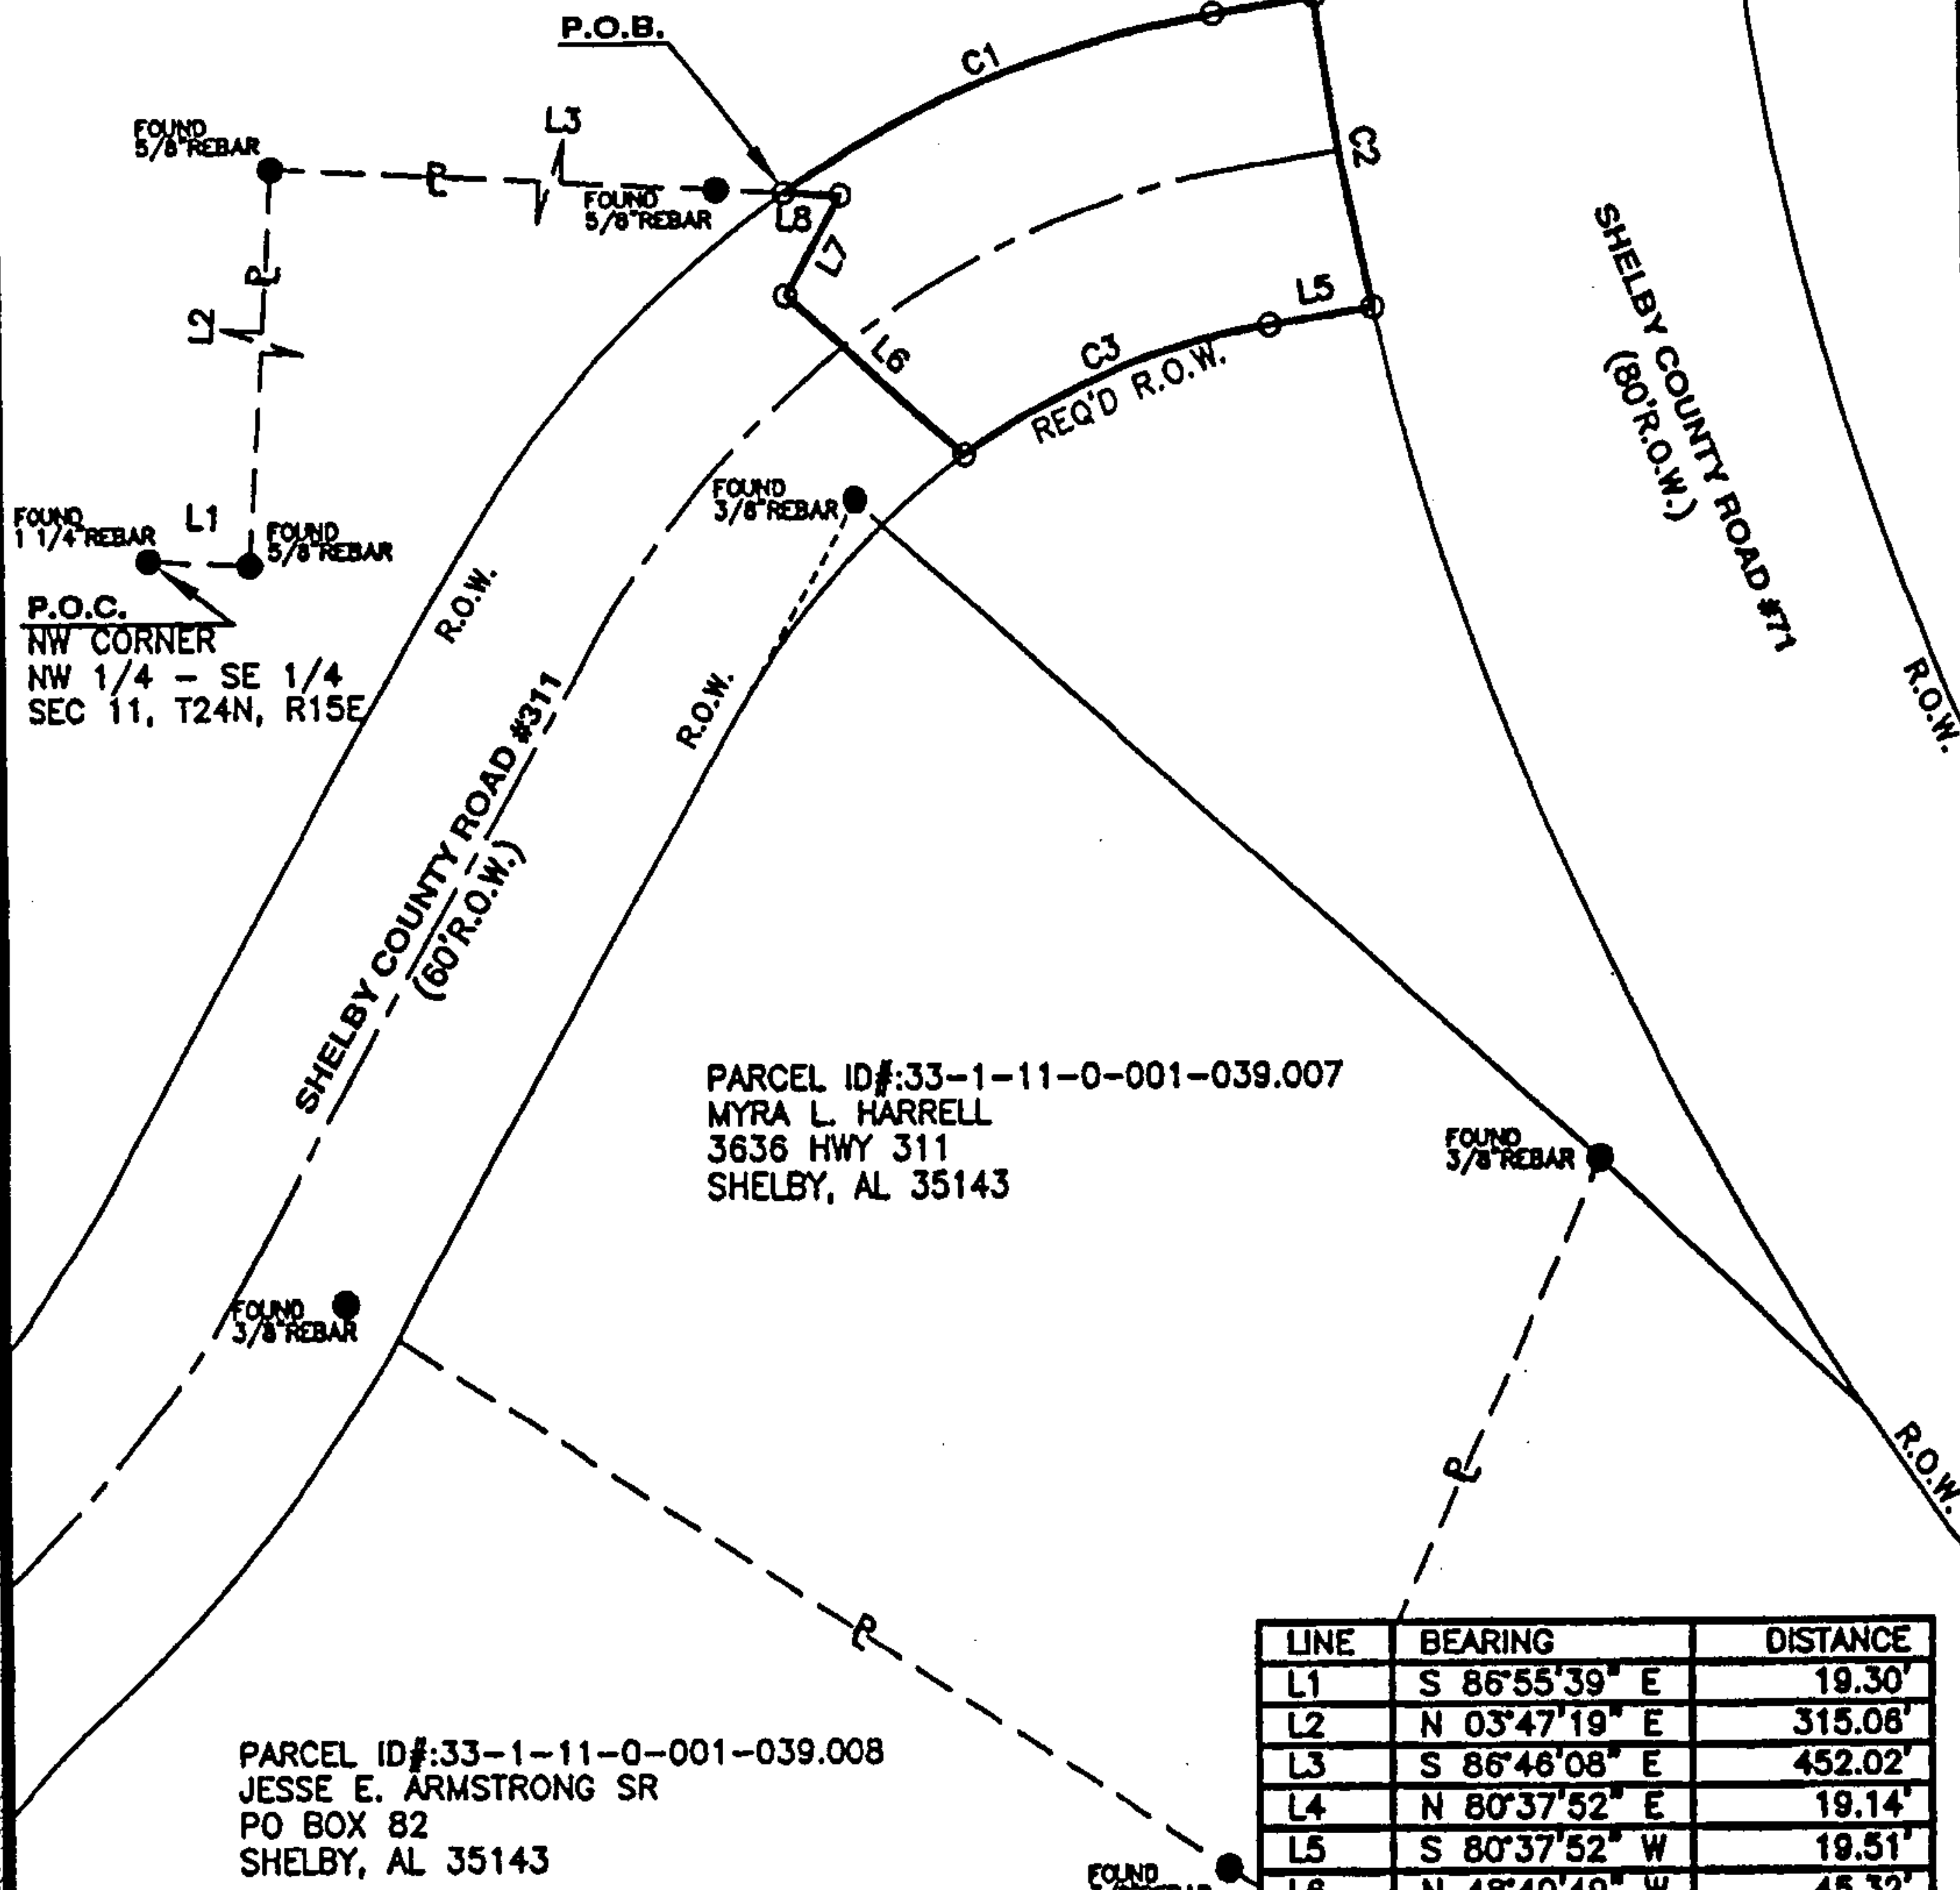 P.O.B.
C1
FOUND
5/8"REBAR
L3
C2
FOUND
5/8"REBAR
L8
L7
L2
L5
SHELBY COUNTY ROAD #71
(80'R.O.W.)
L6
C3
REQ'D R.O.W.
FOUND
3/8"REBAR
FOUND
1 1/4"REBAR
L1
FOUND
5/8"REBAR
P.O.C.
NW CORNER
NW 1/4 - SE 1/4
SEC 11, T24N, R15E
R.O.W.
R.O.W.
R.O.W.
SHELBY COUNTY ROAD #311
(60'R.O.W.)
PARCEL ID#:33-1-11-0-001-039.007
MYRA L. HARRELL
3636 HWY 311
SHELBY, AL 35143
FOUND
3/8"REBAR
FOUND
3/8"REBAR
R.O.W.
PARCEL ID#:33-1-11-0-001-039.008
JESSE E. ARMSTRONG SR
PO BOX 82
SHELBY, AL 35143
FOUND
LINE BEARING DISTANCE
L1 S 86°55'39" E 19.30'
L2 N 03°47'19" E 315.06'
L3 S 86°46'08" E 452.02'
L4 N 80°37'52" E 19.14'
L5 S 80°37'52" W 19.51'
L6 N 48°40'49" W 45.32'